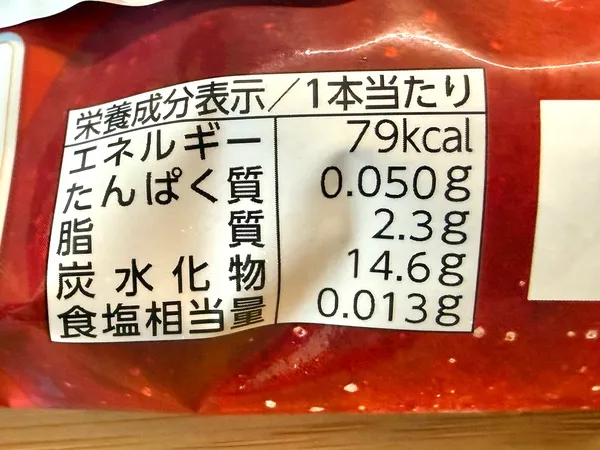 栄養成分表示/1本当たり
エネルギー 79kcal
たんぱく質 0.050g
脂質 2.3g
炭水化物 14.6g
食塩相当量 0.013g